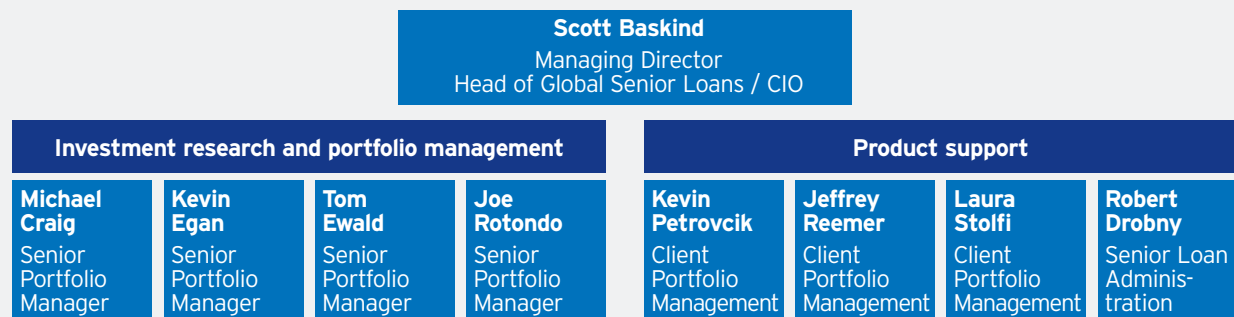 Scott Baskind
Managing Director
Head of Global Senior Loans / CIO
Investment research and portfolio management
Product support
Michael
Craig
Senior
Portfolio
Manager
Kevin
Egan
Senior
Portfolio
Manager
Tom
Ewald
Senior
Portfolio
Manager
Joe
Rotondo
Senior
Portfolio
Manager
Kevin
Petrovcik
Client
Portfolio
Management
Jeffrey
Reemer
Client
Portfolio
Management
Laura
Stolfi
Client
Portfolio
Management
Robert
Drobny
Senior Loan
Adminis-
tration